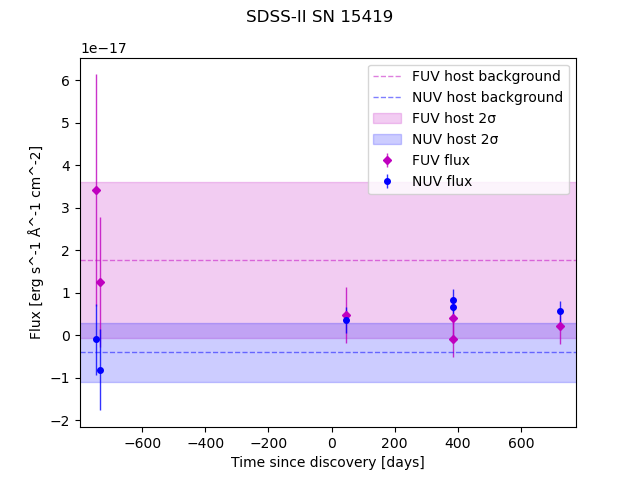 SDSS-II SN 15419
1e−17
FUV host background
NUV host background
FUV host 2σ
NUV host 2σ
FUV flux
NUV flux
6
5
4
3
2
1
0
−1
−2
Flux [erg s^-1 Å^-1 cm^-2]
−600 −400 −200 0 200 400 600
Time since discovery [days]